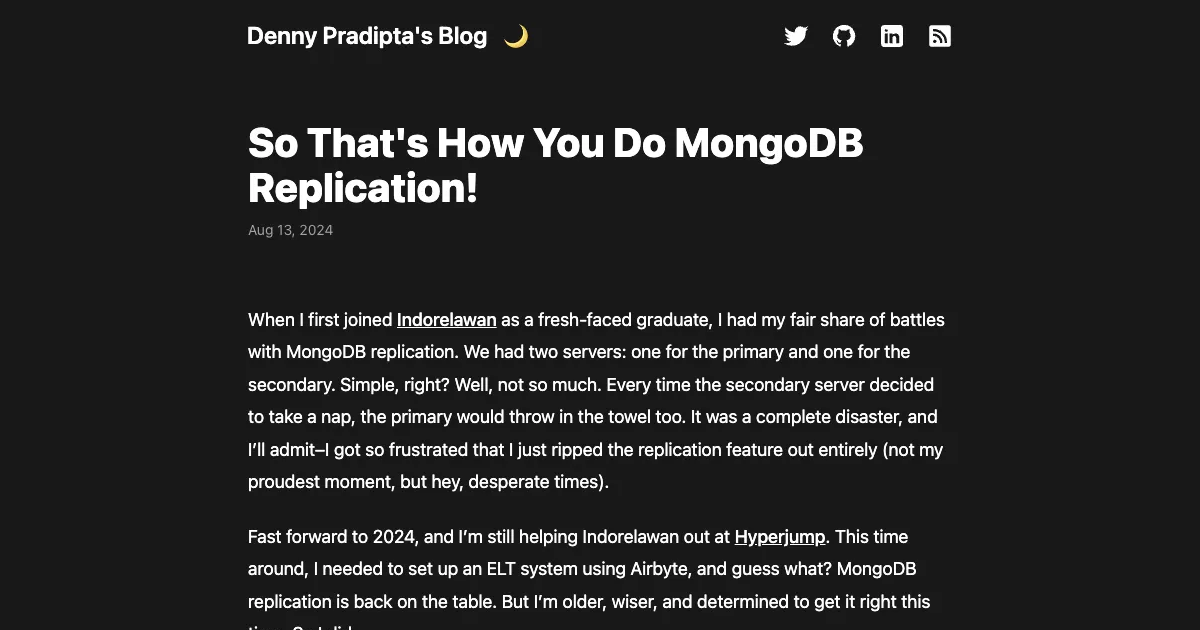 Denny Pradipta's Blog
So That's How You Do MongoDB
Replication!
Aug 13, 2024
When I first joined Indorelawan as a fresh-faced graduate, I had my fair share of battles
with MongoDB replication. We had two servers: one for the primary and one for the
secondary. Simple, right? Well, not so much. Every time the secondary server decided
to take a nap, the primary would throw in the towel too. It was a complete disaster, and
I’ll admit–I got so frustrated that I just ripped the replication feature out entirely (not my
proudest moment, but hey, desperate times).
Fast forward to 2024, and I’m still helping Indorelawan out at Hyperjump. This time
around, I needed to set up an ELT system using Airbyte, and guess what? MongoDB
replication is back on the table. But I’m older, wiser, and determined to get it right this